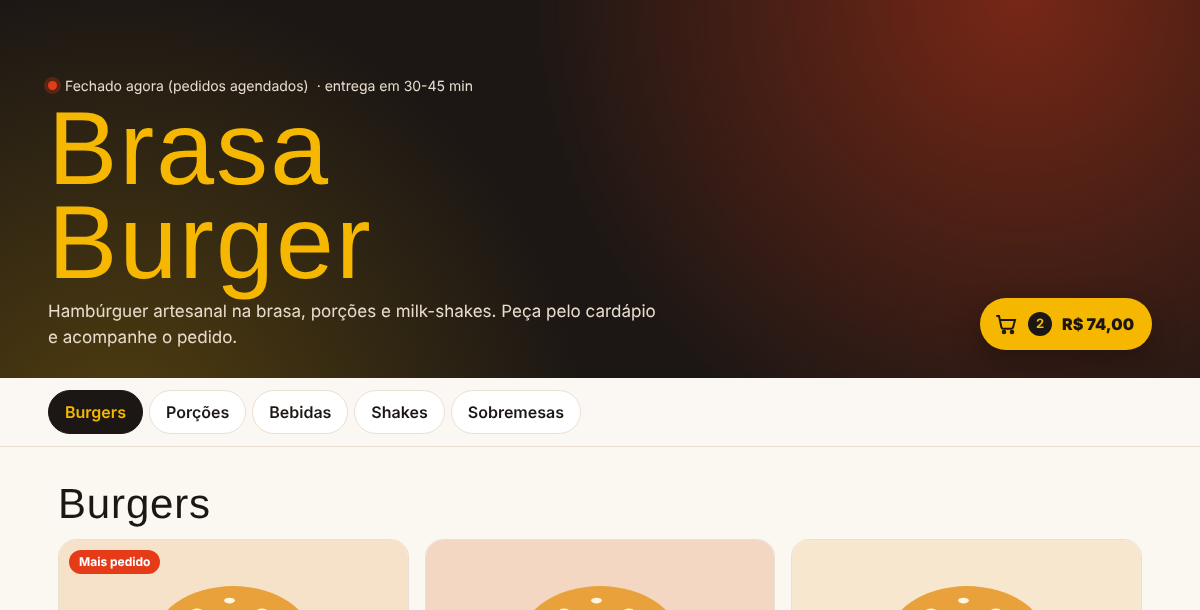 Fechado agora (pedidos agendados) · entrega em 30-45 min
Brasa
Burger
Hambúrguer artesanal na brasa, porções e milk-shakes. Peça pelo cardápio
e acompanhe o pedido.
2 R$ 74,00
Burgers Porções Bebidas Shakes Sobremesas
Burgers
Mais pedido